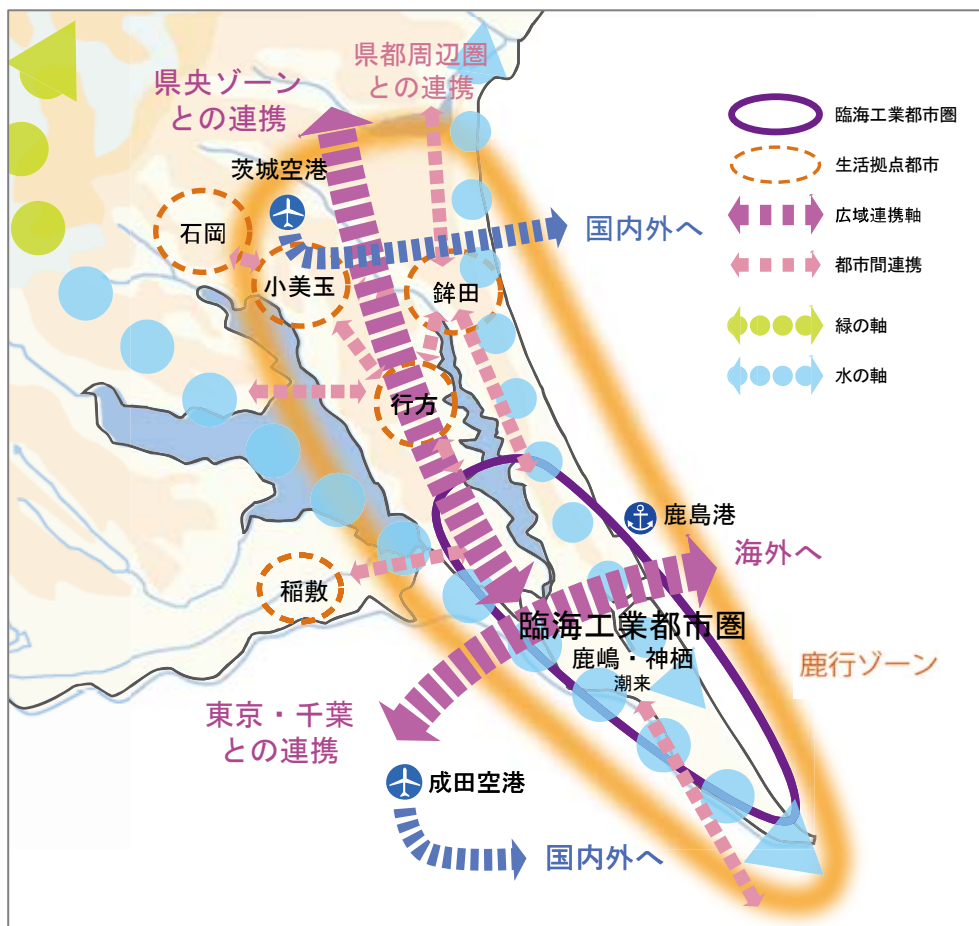 県都周辺圏
との連携
県央ゾーン
との連携
茨城空港
石岡
国内外へ
小美玉
鉾田
行方
鹿島港
海外へ
稲敷
臨海工業都市圏
鹿嶋・神栖
潮来
鹿行ゾーン
東京・千葉
との連携
成田空港
国内外へ
臨海工業都市圏
生活拠点都市
広域連携軸
都市間連携
緑の軸
水の軸